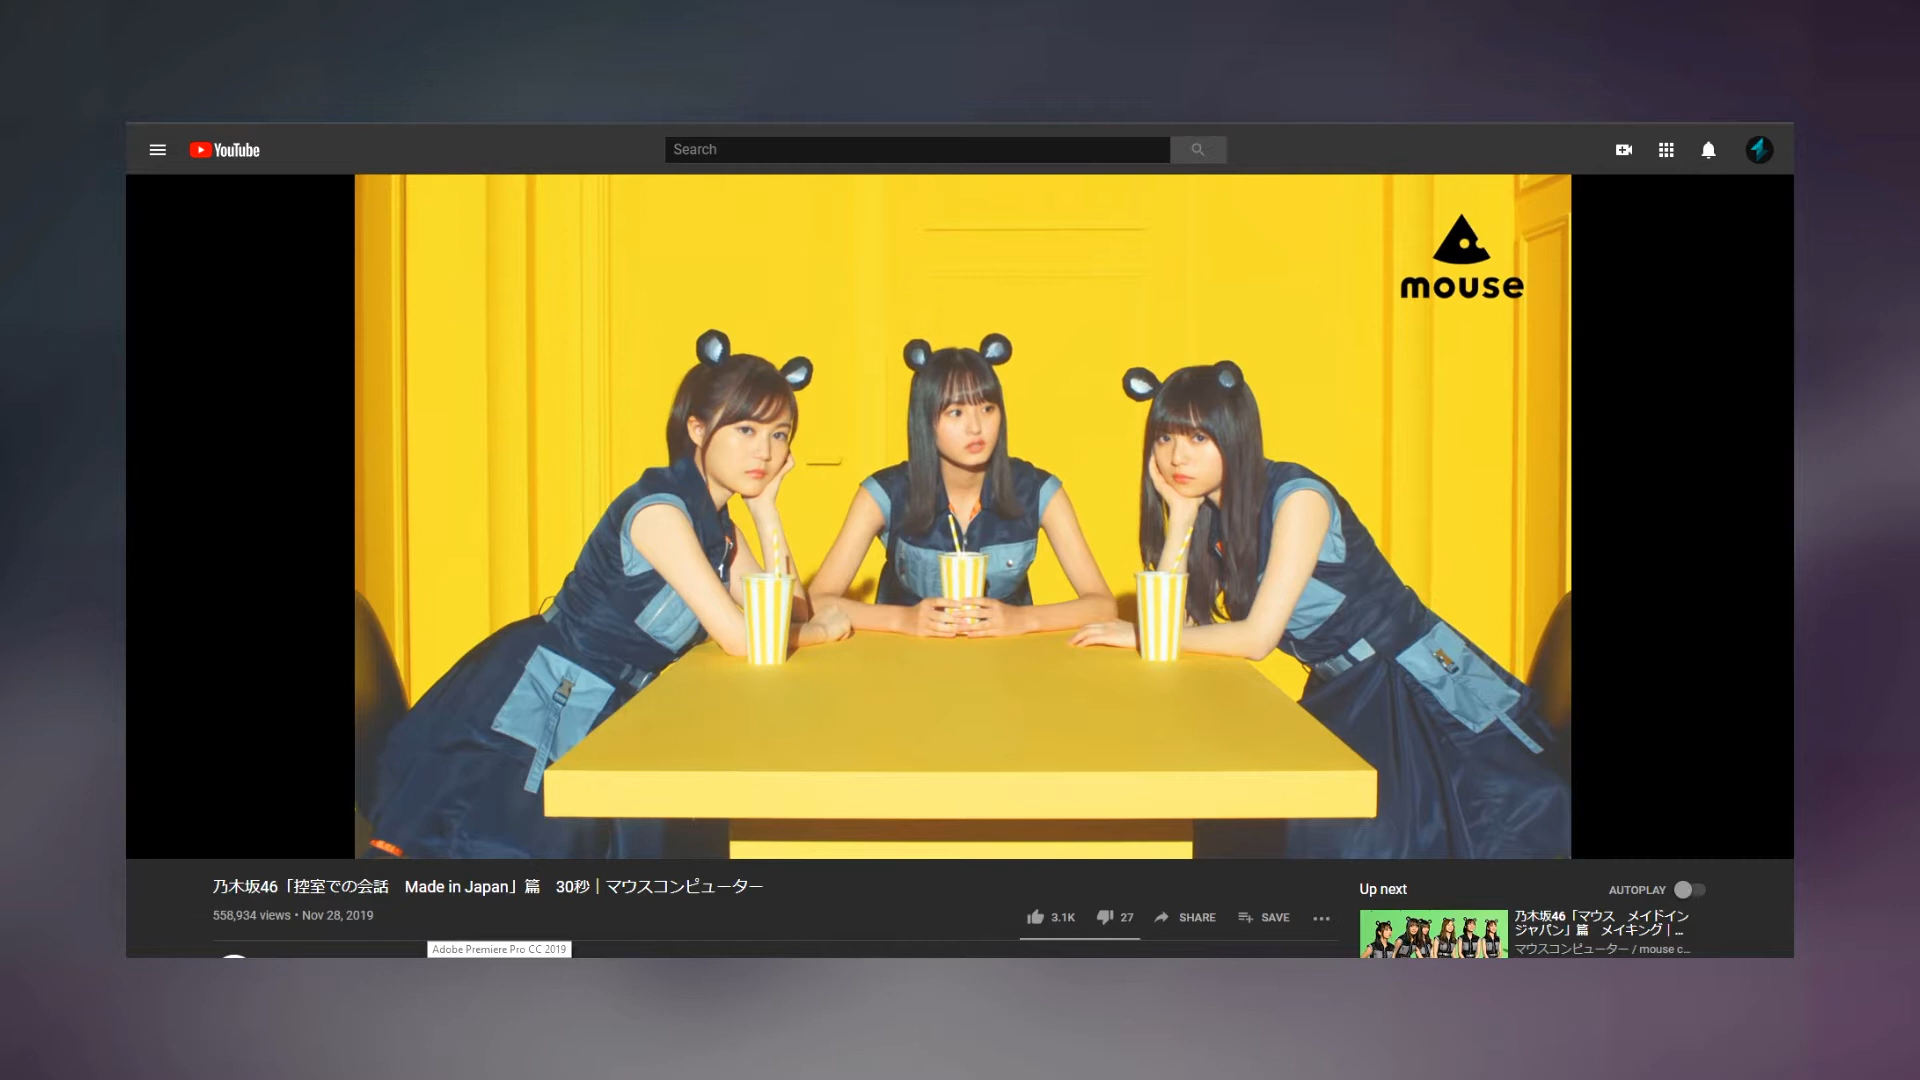 YouTube
Search
mouse
乃木坂46「控室での会話　Made in Japan」篇　30秒｜マウスコンピューター
558,934 views • Nov 28, 2019
3.1K
27
SHARE
SAVE
Adobe Premiere Pro CC 2019
Up next
AUTOPLAY
乃木坂46「マウス　メイドイン
ジャパン」篇　メイキング｜...
マウスコンピューター / mouse c...